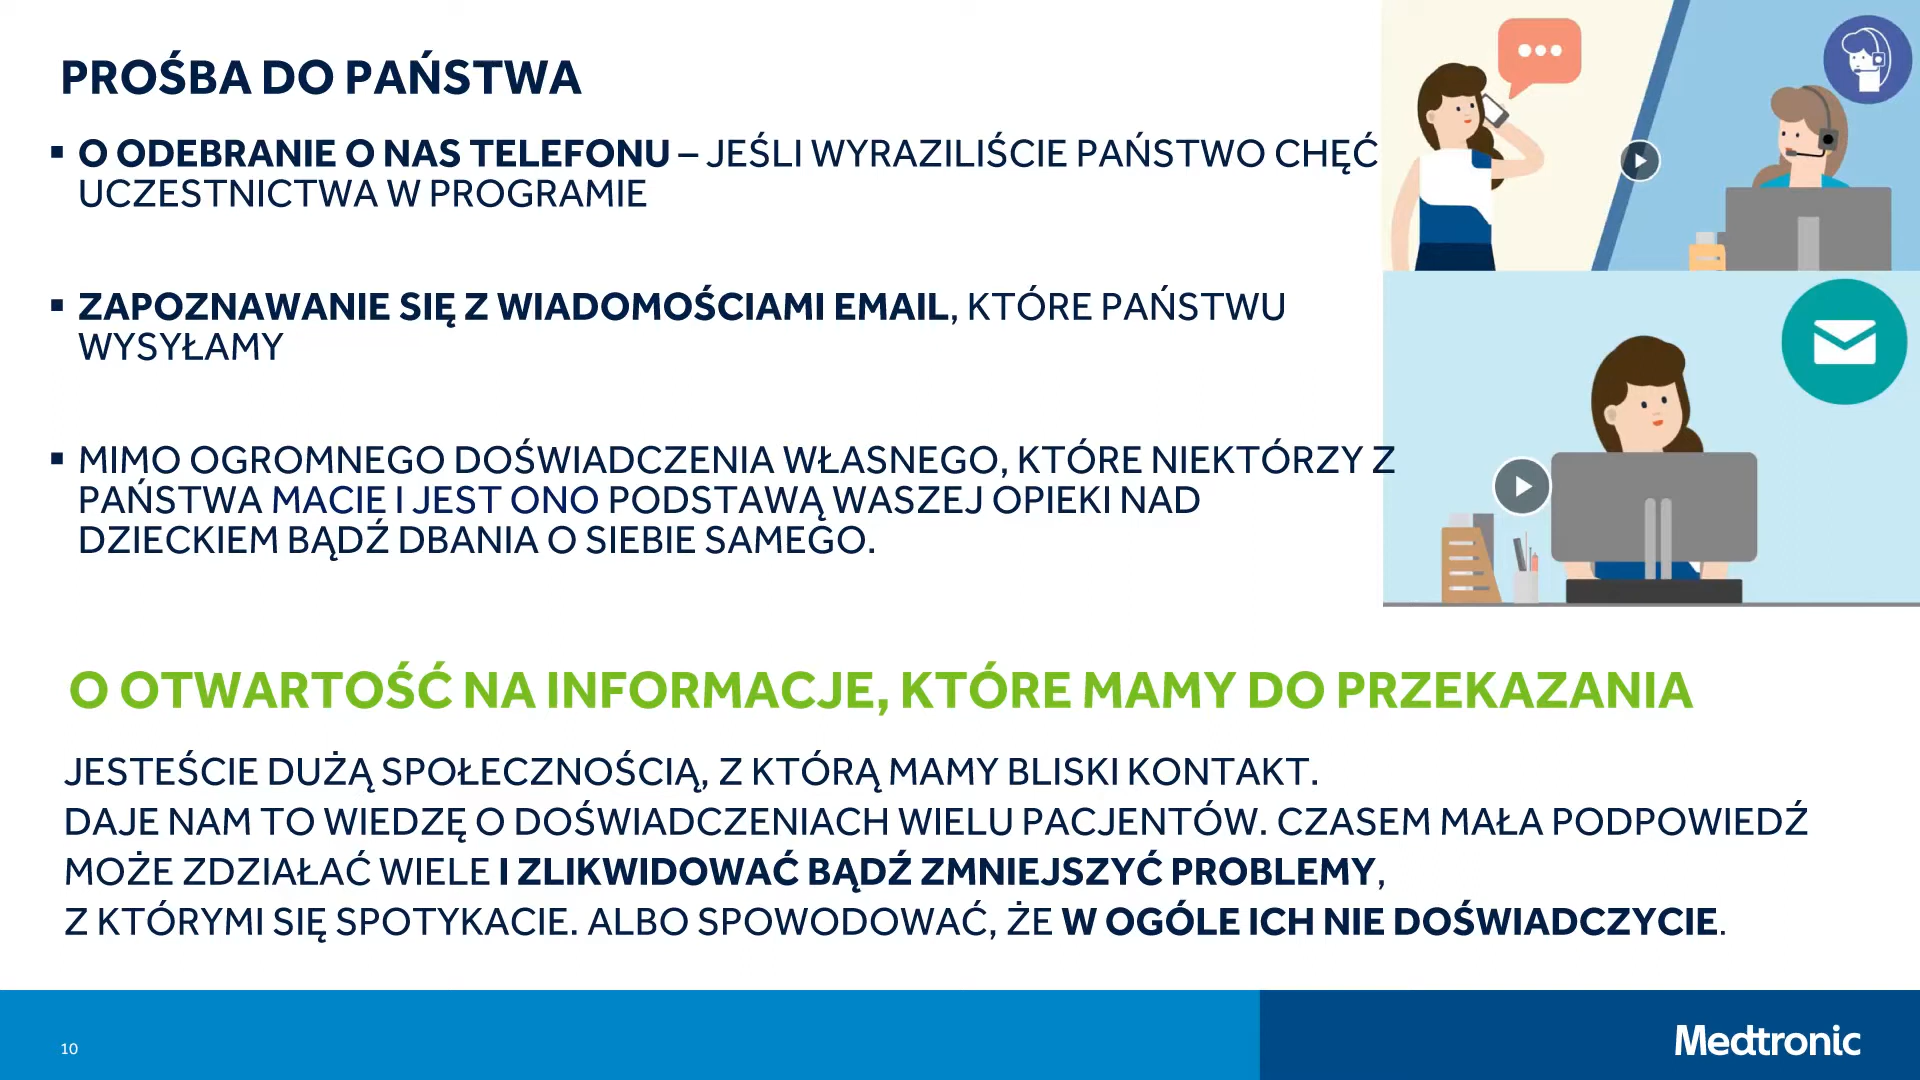 PROŚBA DO PAŃSTWA
▪ O ODEBRANIE O NAS TELEFONU – JEŚLI WYRAZILIŚCIE PAŃSTWO CHĘĆ
UCZESTNICTWA W PROGRAMIE
▪ ZAPOZNAWANIE SIĘ Z WIADOMOŚCIAMI EMAIL, KTÓRE PAŃSTWU
WYSYŁAMY
▪ MIMO OGROMNEGO DOŚWIADCZENIA WŁASNEGO, KTÓRE NIEKTÓRZY Z
PAŃSTWA MACIE I JEST ONO PODSTAWĄ WASZEJ OPIEKI NAD
DZIECKIEM BĄDŹ DBANIA O SIEBIE SAMEGO.
O OTWARTOŚĆ NA INFORMACJE, KTÓRE MAMY DO PRZEKAZANIA
JESTEŚCIE DUŻĄ SPOŁECZNOŚCIĄ, Z KTÓRĄ MAMY BLISKI KONTAKT.
DAJE NAM TO WIEDZĘ O DOŚWIADCZENIACH WIELU PACJENTÓW. CZASEM MAŁA PODPOWIEDŹ
MOŻE ZDZIAŁAĆ WIELE I ZLIKWIDOWAĆ BĄDŹ ZMNIEJSZYĆ PROBLEMY,
Z KTÓRYMI SIĘ SPOTYKACIE. ALBO SPOWODOWAĆ, ŻE W OGÓLE ICH NIE DOŚWIADCZYCIE.
10
Medtronic